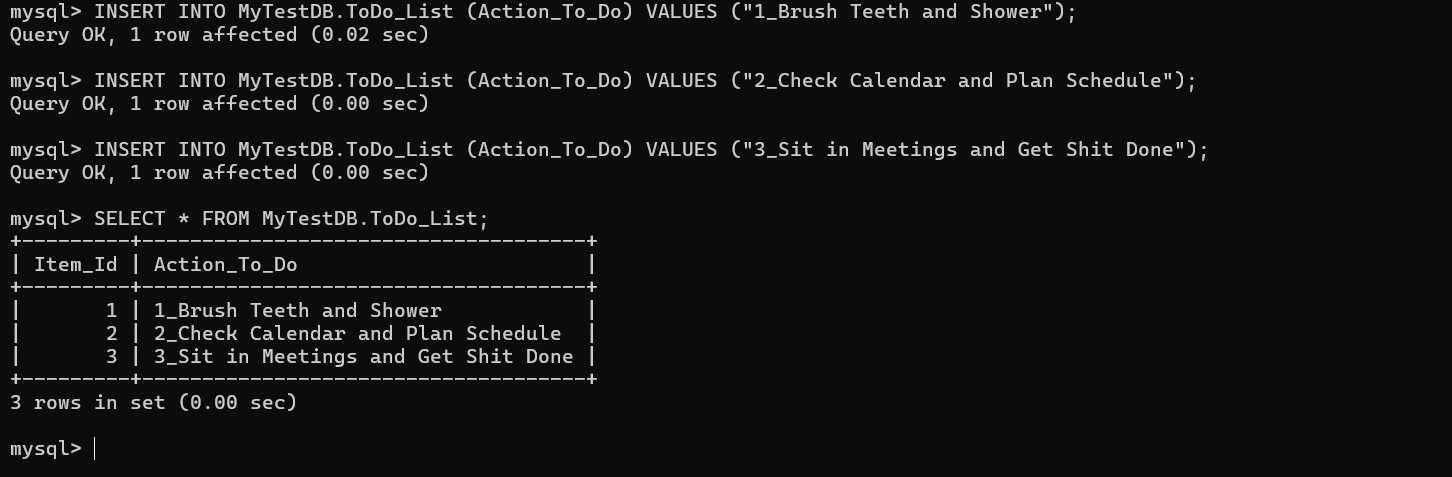 mysql> INSERT INTO MyTestDB.ToDo_List (Action_To_Do) VALUES ("1_Brush Teeth and Shower");
Query OK, 1 row affected (0.02 sec)
mysql> INSERT INTO MyTestDB.ToDo_List (Action_To_Do) VALUES ("2_Check Calendar and Plan Schedule");
Query OK, 1 row affected (0.00 sec)
mysql> INSERT INTO MyTestDB.ToDo_List (Action_To_Do) VALUES ("3_Sit in Meetings and Get Shit Done");
Query OK, 1 row affected (0.00 sec)
mysql> SELECT * FROM MyTestDB.ToDo_List;
+---------+-------------------------------------+
| Item_Id | Action_To_Do                        |
+---------+-------------------------------------+
|       1 | 1_Brush Teeth and Shower            |
|       2 | 2_Check Calendar and Plan Schedule  |
|       3 | 3_Sit in Meetings and Get Shit Done |
+---------+-------------------------------------+
3 rows in set (0.00 sec)
mysql>